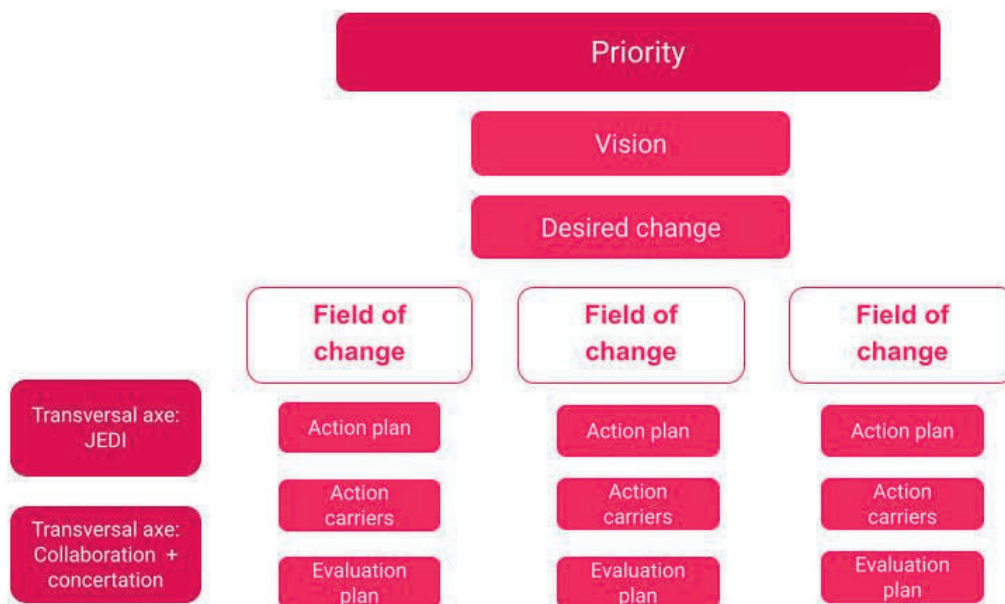 Priority
Vision
Desired change
Field of
change
Field of
change
Field of
change
Transversal axe:
JEDI
Action plan
Action plan
Action plan
Transversal axe:
Collaboration +
concertation
Action
carriers
Action
carriers
Action
carriers
Evaluation
plan
Evaluation
plan
Evaluation
plan